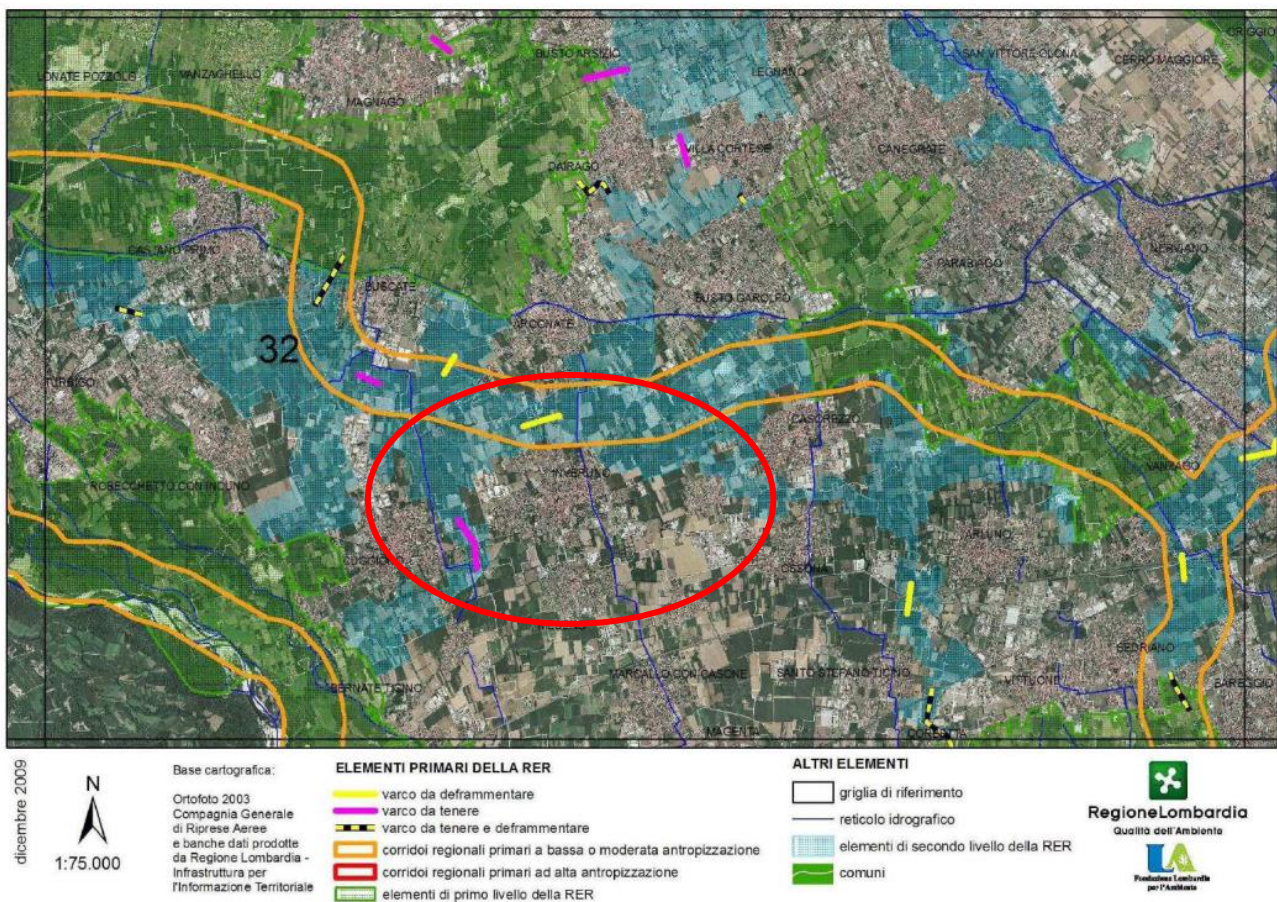 BUSTO ARSIZIO
SAN VITTORE OLONA
LONATE POZZOLO
VANZAGHELLO
LEGNANO
CERRO MAGGIORE
MAGNAGO
VILLA CORTESE
CANEGRATE
DAIRAGO
CASTANO PRIMO
NERVIANO
PARABIAGO
BUSCATE
BUSTO GAROLFO
ARCONATE
32
TURBIGO
CASOREZZO
INVERUNO
VANZAGO
ROBECCHETTO CON INDUNO
ARLUNO
OSSONA
SEDRIANO
BERNATE TICINO
MARCALLO CON CASONE
SANTO STEFANO TICINO
VITTUONE
BAREGGIO
MAGENTA
dicembre 2009
N
1:75.000
Base cartografica:
Ortofoto 2003
Compagnia Generale
di Riprese Aeree
e banche dati prodotte
da Regione Lombardia -
Infrastruttura per
l'Informazione Territoriale
ELEMENTI PRIMARI DELLA RER
varco da deframmentare
varco da tenere
varco da tenere e deframmentare
corridoi regionali primari a bassa o moderata antropizzazione
corridoi regionali primari ad alta antropizzazione
elementi di primo livello della RER
ALTRI ELEMENTI
griglia di riferimento
reticolo idrografico
elementi di secondo livello della RER
comuni
RegioneLombardia
Qualità dell'Ambiente
Fondazione Lombardia
per l'Ambiente